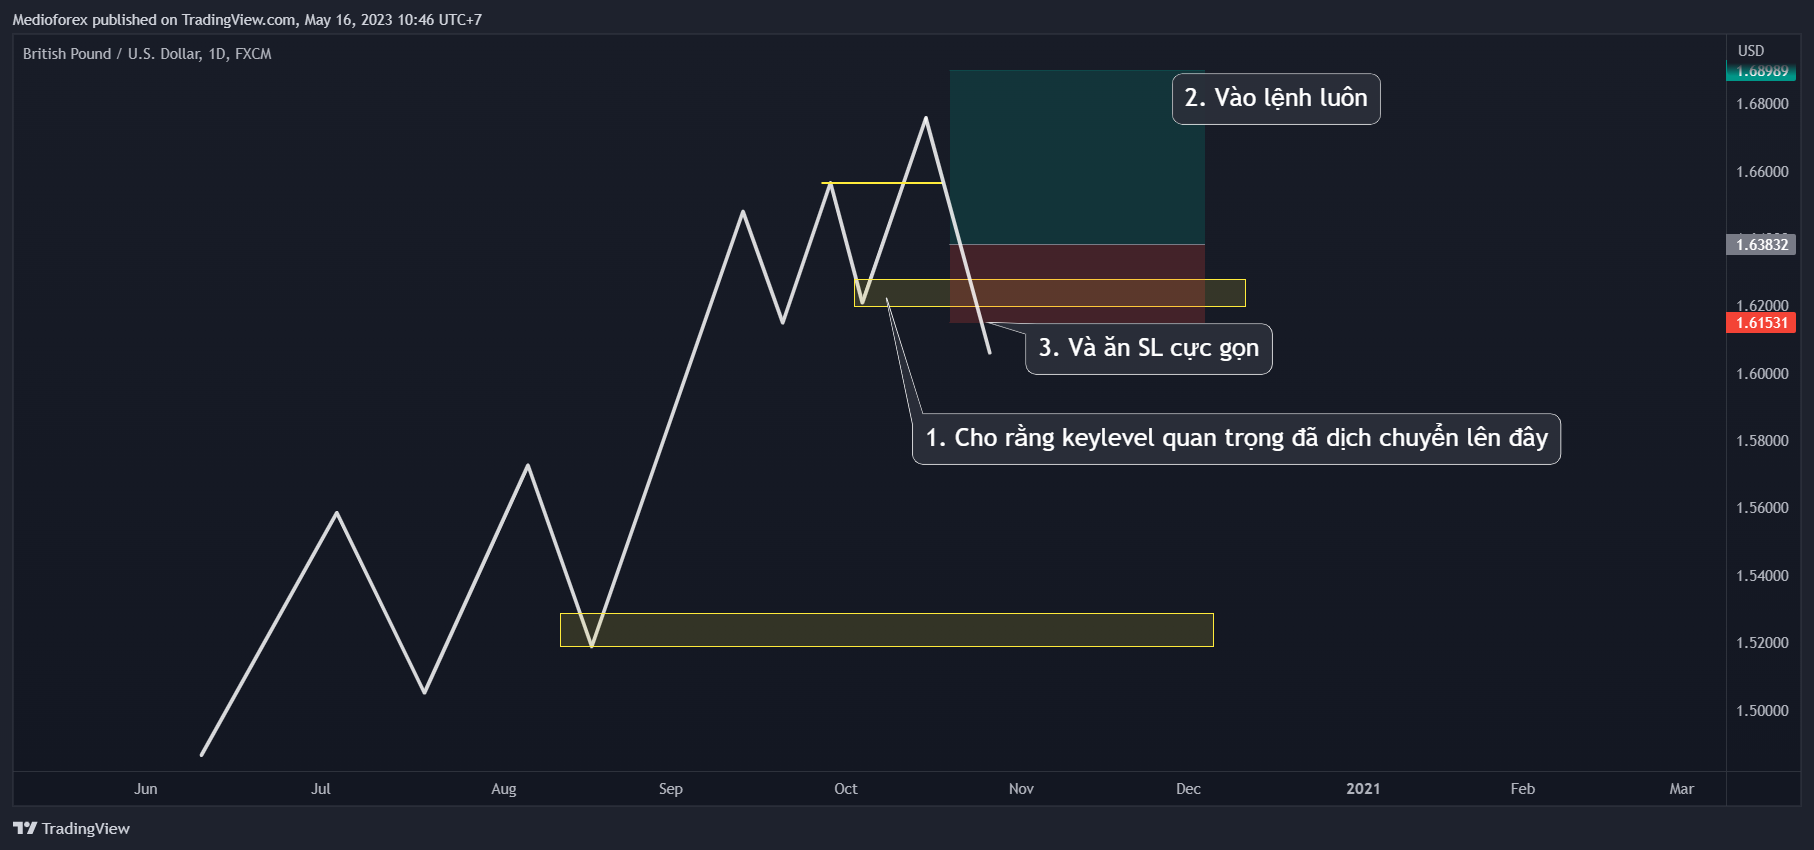 Medioforex published on TradingView.com, May 16, 2023 10:46 UTC+7
British Pound / U.S. Dollar, 1D, FXCM
USD
1.68989
1.68000
1.66000
1.63832
1.62000
1.61531
1.60000
1.58000
1.56000
1.54000
1.52000
1.50000
2. Vào lệnh luôn
3. Và ăn SL cực gọn
1. Cho rằng keylevel quan trọng đã dịch chuyển lên đây
Jun Jul Aug Sep Oct Nov Dec 2021 Feb Mar
TradingView